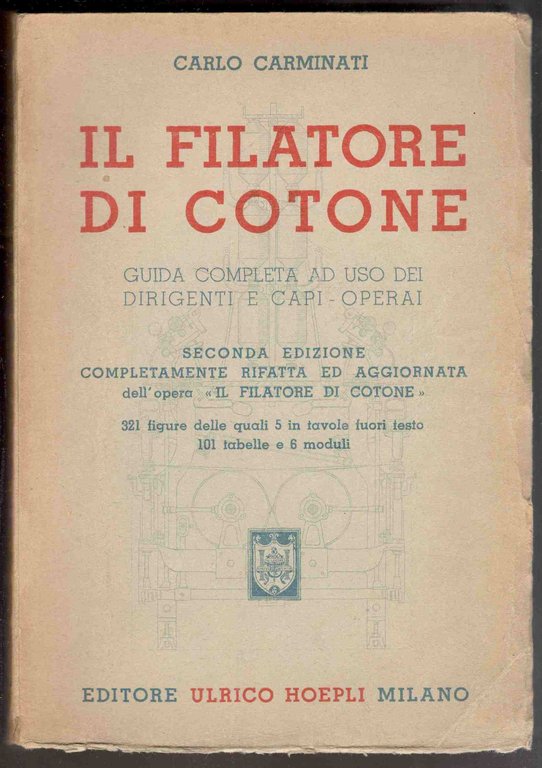 CARLO CARMINATI
IL FILATORE
DI COTONE
GUIDA COMPLETA AD USO DEI
DIRIGENTI E CAPI-OPERAI
SECONDA EDIZIONE
COMPLETAMENTE RIFATTA ED AGGIORNATA
dell'opera «IL FILATORE DI COTONE»
321 figure delle quali 5 in tavole fuori testo
101 tabelle e 6 moduli
EDITORE ULRICO HOEPLI MILANO